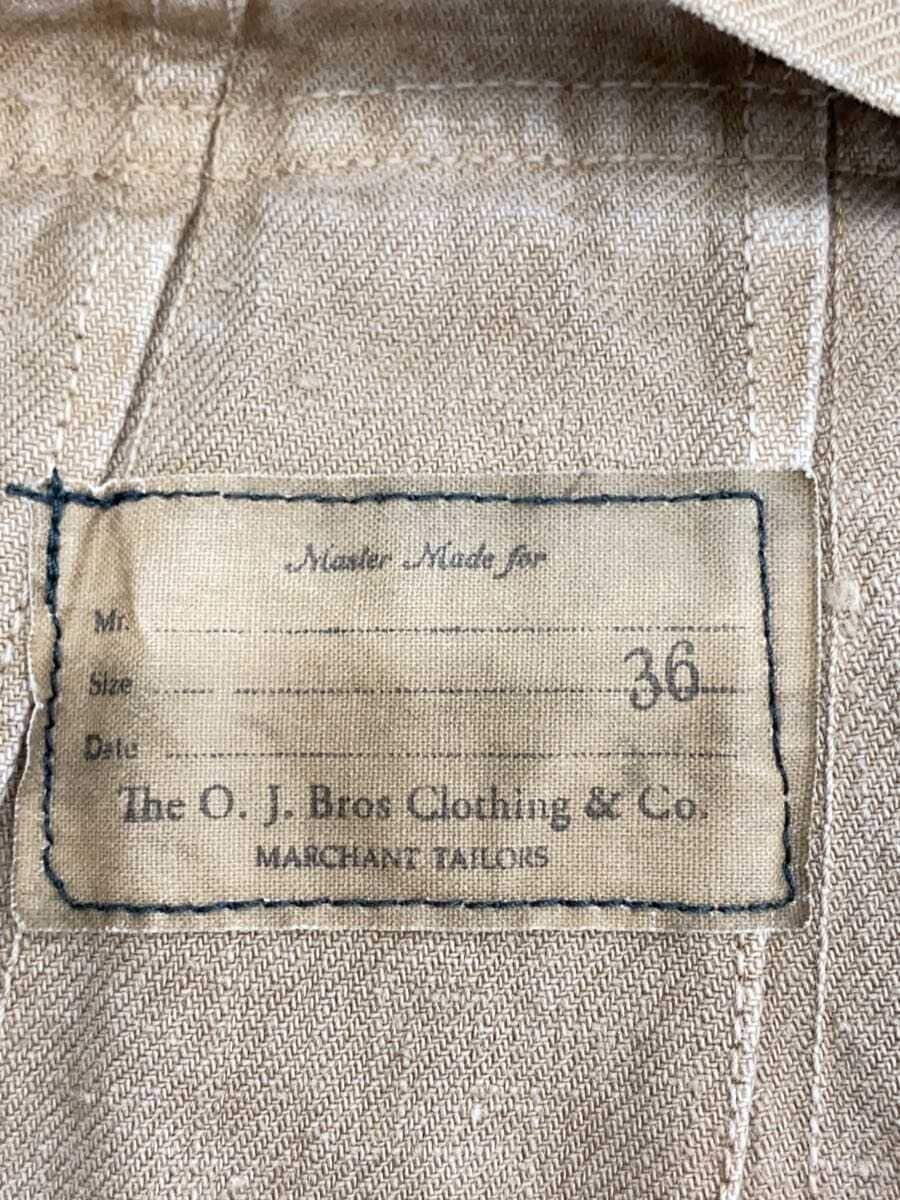 Master Made for
Mr.
Size 36
Date
The O. J. Bros Clothing & Co.
MARCHANT TAILORS